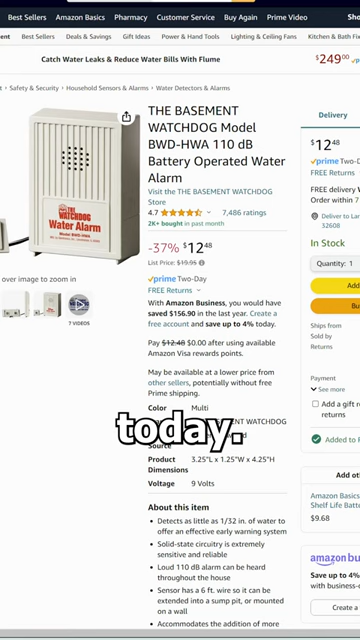 Best Sellers Amazon Basics Pharmacy Customer Service Buy Again Prime Video
Best Sellers Deals & Savings Gift Ideas Power & Hand Tools Lighting & Ceiling Fans Kitchen & Bath
Catch Water Leaks & Reduce Water Bills With Flume
$249.00
Safety & Security › Household Sensors & Alarms › Water Detectors & Alarms
THE BASEMENT
WATCHDOG Model
BWD-HWA 110 dB
Battery Operated Water
Alarm
Visit the THE BASEMENT WATCHDOG
Store
4.7 7,486 ratings
2K+ bought in past month
-37% $12.48
List Price: $19.95
prime Two-Day
FREE Returns
With Amazon Business, you would have
saved $156.90 in the last year. Create a
free account and save up to 4% today.
Pay $12.48 $0.00 after using available
Amazon Visa rewards points.
May be available at a lower price from
other sellers, potentially without free
Prime shipping.
Color Multi
WATCHDOG
today.
Source
Product 3.25"L x 1.25"W x 4.25"H
Dimensions
Voltage 9 Volts
About this item
• Detects as little as 1/32 in. of water to
offer an effective early warning system
• Solid-state circuitry is extremely
sensitive and reliable
• Loud 110 dB alarm can be heard
throughout the house
• Sensor has a 6 ft. wire so it can be
extended into a sump pit, or mounted
on a wall
• Accommodates the addition of more
THE
WATCHDOG
Water Alarm
Model BWD-HWA
over image to zoom in
7 VIDEOS
Delivery
$12.48
prime Two-
FREE Returns
FREE delivery
Order within 7
Deliver to
32608
In Stock
Quantity: 1
Add
Ships from
Sold by
Returns
Payment
See more
Add a gift
Added to
Add
Amazon Basics
Shelf Life
$9.68
amazon
Save up to 4%
with business-
Create a